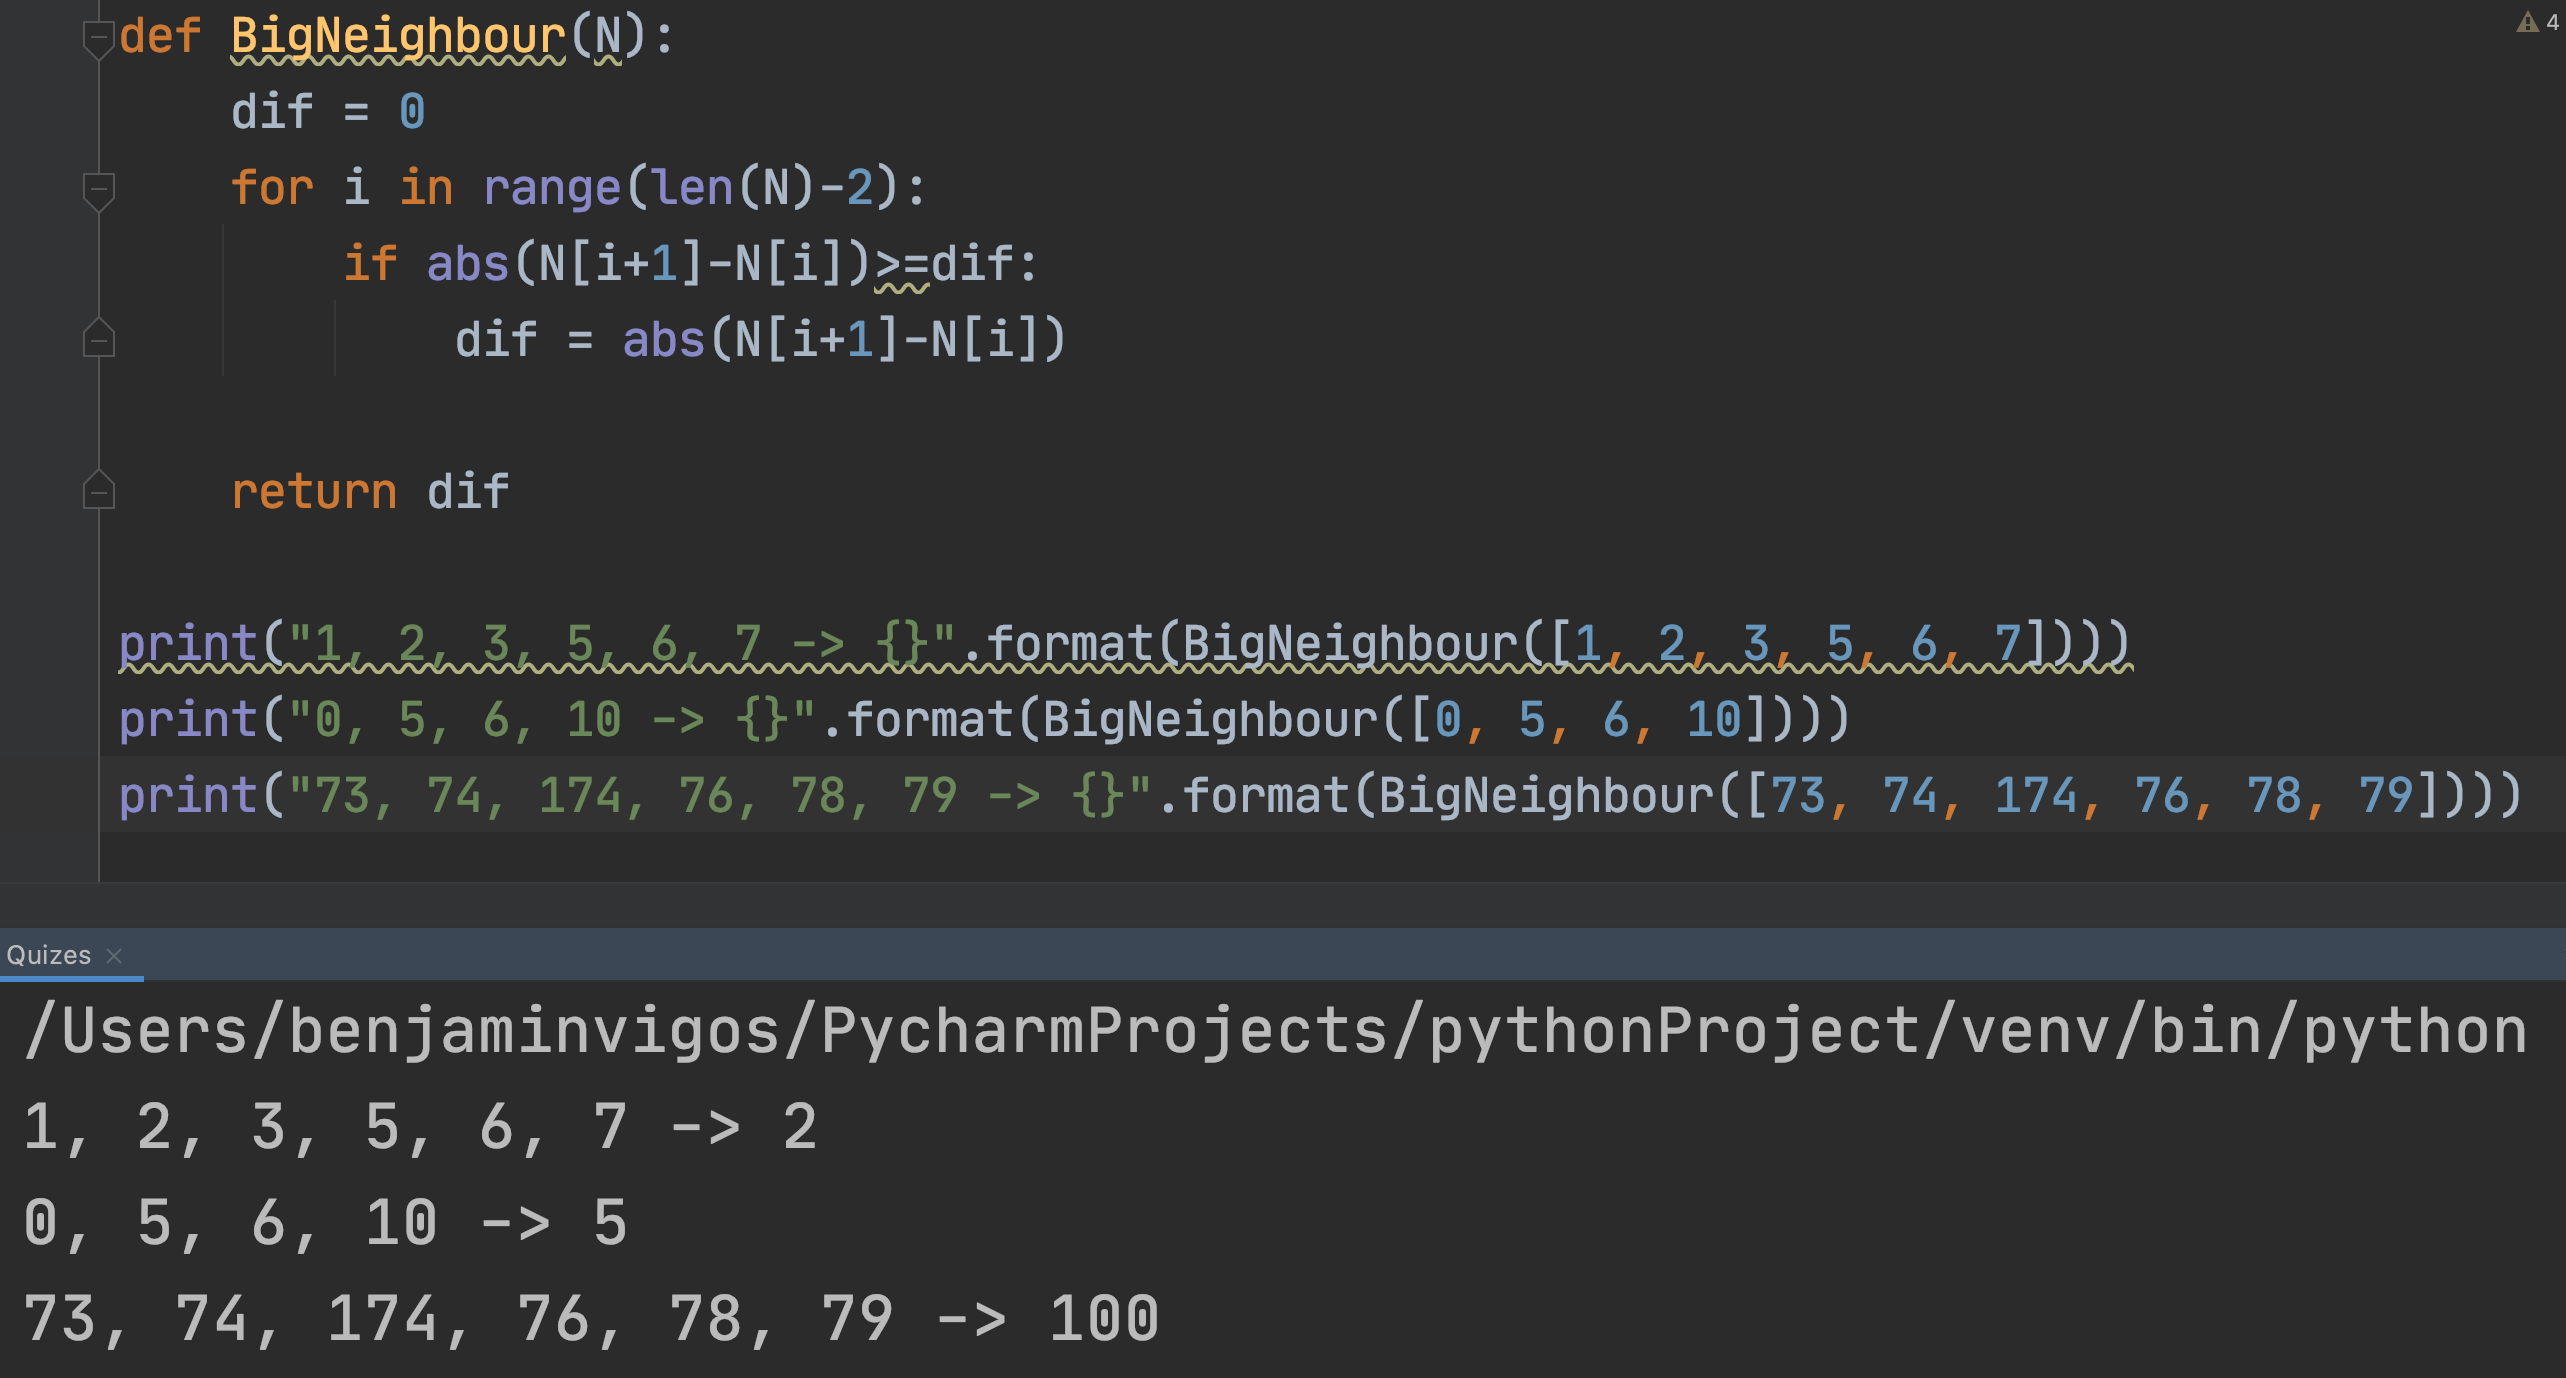 def BigNeighbour(N):
4
    dif = 0
    for i in range(len(N)-2):
        if abs(N[i+1]-N[i])>=dif:
            dif = abs(N[i+1]-N[i])
    return dif
print("1, 2, 3, 5, 6, 7 -> {}".format(BigNeighbour([1, 2, 3, 5, 6, 7])))
print("0, 5, 6, 10 -> {}".format(BigNeighbour([0, 5, 6, 10])))
print("73, 74, 174, 76, 78, 79 -> {}".format(BigNeighbour([73, 74, 174, 76, 78, 79])))
Quizes
/Users/benjaminvigos/PycharmProjects/pythonProject/venv/bin/python
1, 2, 3, 5, 6, 7 -> 2
0, 5, 6, 10 -> 5
73, 74, 174, 76, 78, 79 -> 100